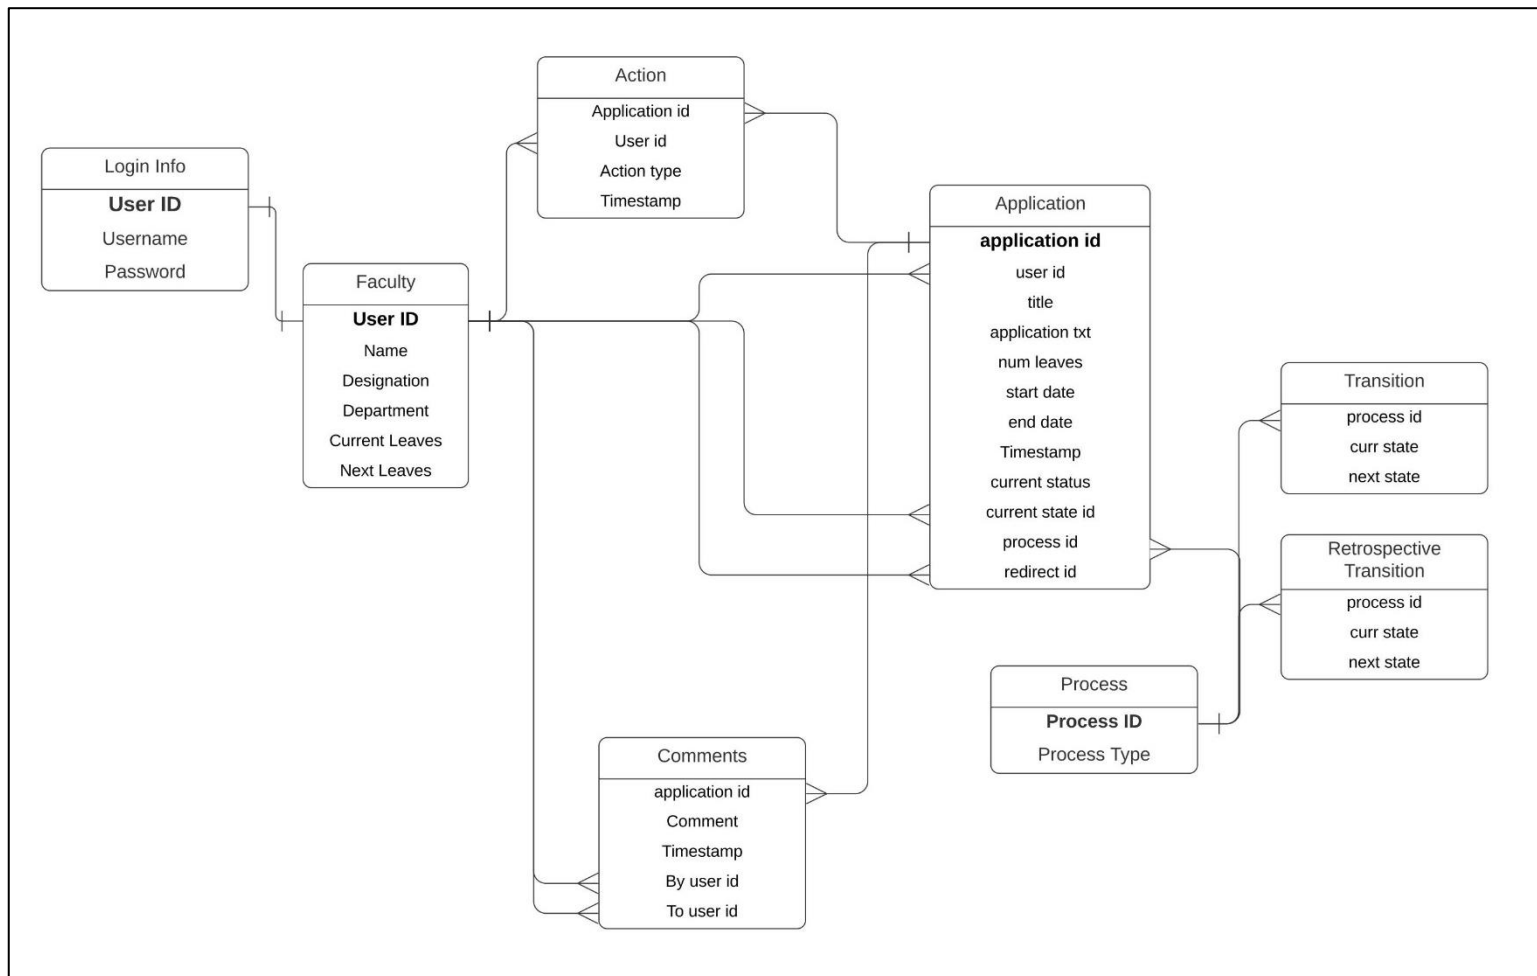 Action
Application id
User id
Action type
Timestamp
Login Info
User ID
Username
Password
Faculty
User ID
Name
Designation
Department
Current Leaves
Next Leaves
Application
application id
user id
title
application txt
num leaves
start date
end date
Timestamp
current status
current state id
process id
redirect id
Transition
process id
curr state
next state
Retrospective
Transition
process id
curr state
next state
Process
Process ID
Process Type
Comments
application id
Comment
Timestamp
By user id
To user id